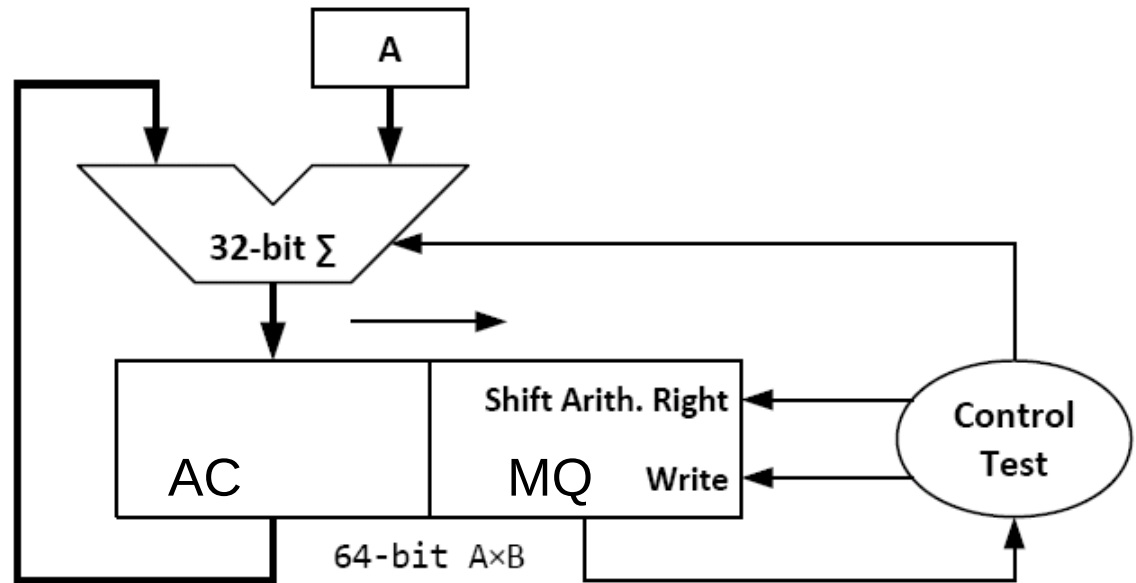 A
32-bit ∑
Shift Arith. Right
Control
Test
AC
MQ
Write
64-bit A×B